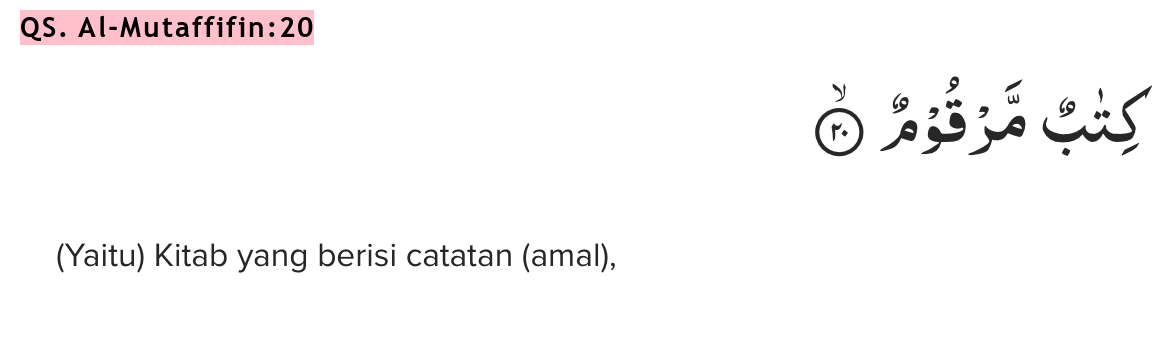 QS. Al-Mutaffifin:20
كِتٰبٌ مَّرْقُوْمٌۙ ٢٠
(Yaitu) Kitab yang berisi catatan (amal),